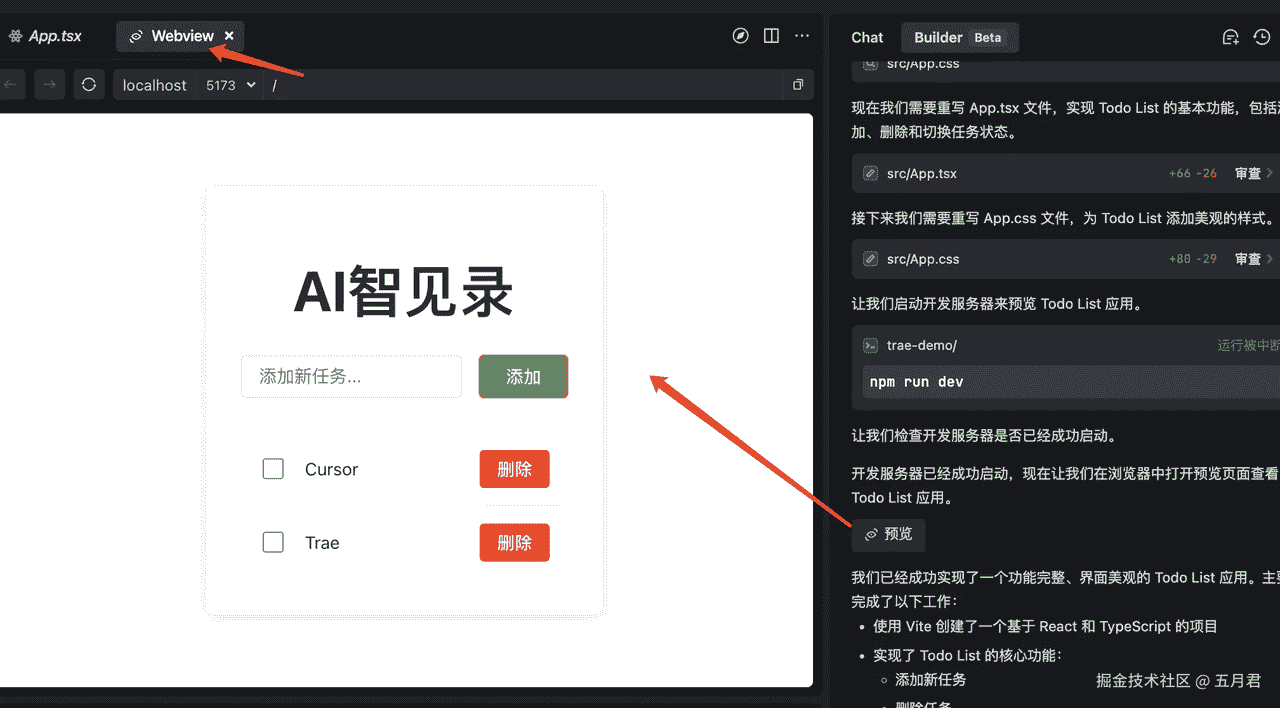 App.tsx
Webview ×
localhost 5173 /
AI智见录
添加新任务...
添加
Cursor
删除
Trae
删除
Chat
Builder Beta
src/App.css
现在我们需要重写 App.tsx 文件，实现 Todo List 的基本功能，包括
加、删除和切换任务状态。
src/App.tsx +66 -26 审查
接下来我们需要重写 App.css 文件，为 Todo List 添加美观的样式。
src/App.css +80 -29 审查
让我们启动开发服务器来预览 Todo List 应用。
trae-demo/ 运行被中断
npm run dev
让我们检查开发服务器是否已经成功启动。
开发服务器已经成功启动，现在让我们在浏览器中打开预览页面查看
Todo List 应用。
预览
我们已经成功实现了一个功能完整、界面美观的 Todo List 应用。主要
完成了以下工作：
• 使用 Vite 创建了一个基于 React 和 TypeScript 的项目
• 实现了 Todo List 的核心功能：
◦ 添加新任务
◦ 删除任务
掘金技术社区 @ 五月君